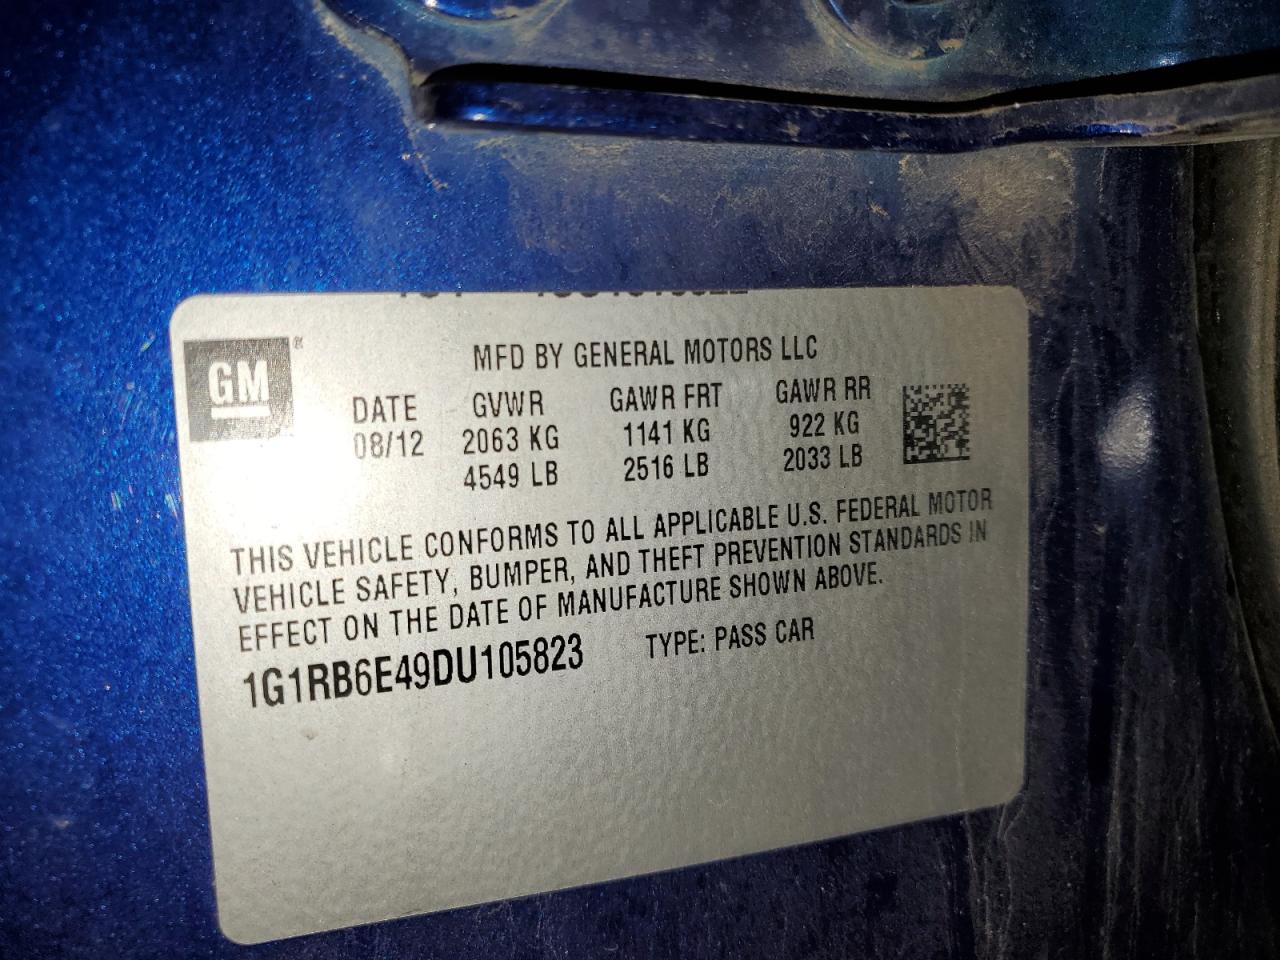 GM®
MFD BY GENERAL MOTORS LLC
DATE GVWR GAWR FRT GAWR RR
08/12 2063 KG 1141 KG 922 KG
4549 LB 2516 LB 2033 LB
THIS VEHICLE CONFORMS TO ALL APPLICABLE U.S. FEDERAL MOTOR
VEHICLE SAFETY, BUMPER, AND THEFT PREVENTION STANDARDS IN
EFFECT ON THE DATE OF MANUFACTURE SHOWN ABOVE.
1G1RB6E49DU105823 TYPE: PASS CAR